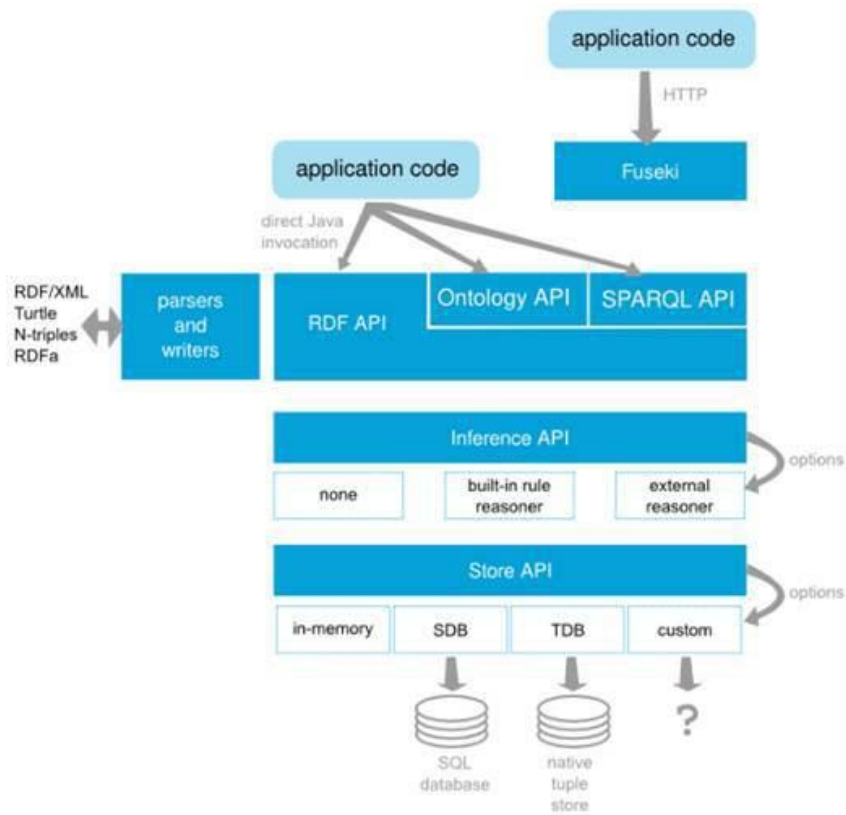 application code
HTTP
Fuseki
application code
direct Java
invocation
RDF/XML
Turtle
N-triples
RDFa
parsers
and
writers
RDF API
Ontology API
SPARQL API
Inference API
options
none
built-in rule
reasoner
external
reasoner
Store API
options
in-memory
SDB
TDB
custom
SQL
database
native
tuple
store
?